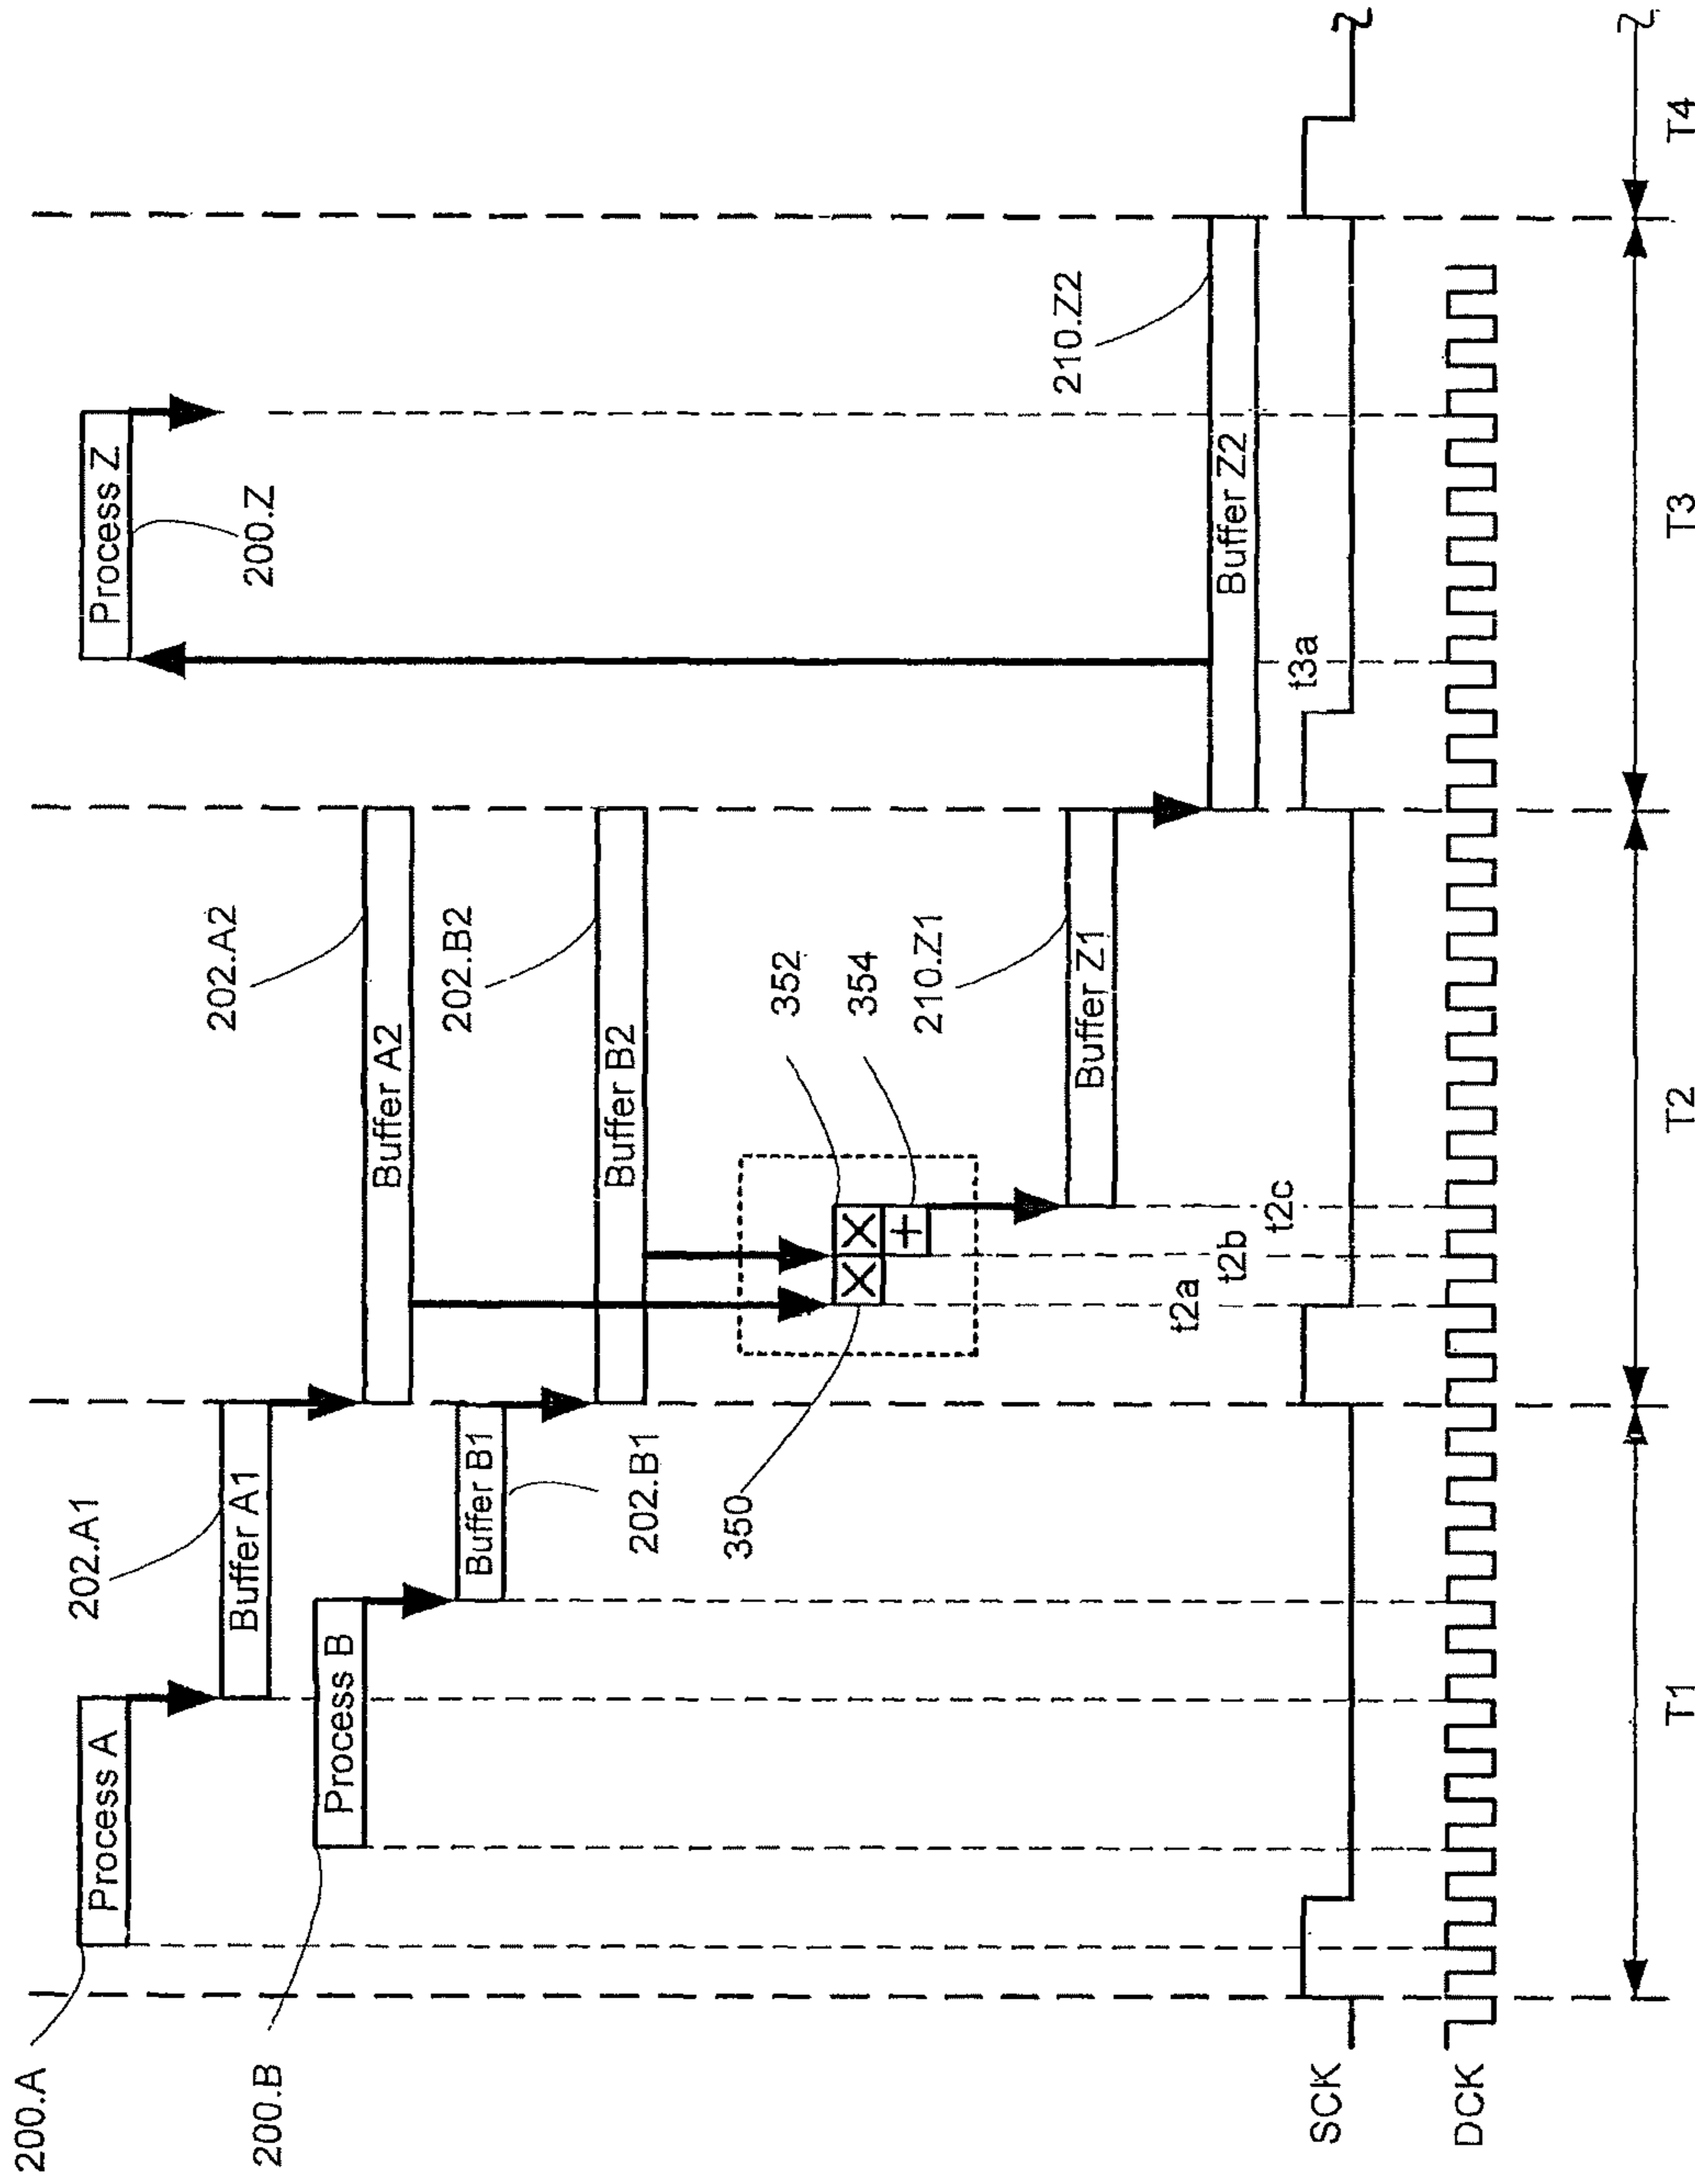 200.A
Process A
202.A1
Buffer A1
202.A2
Buffer A2
Process Z
200.Z
200.B
Process B
Buffer B1
202.B1
202.B2
Buffer B2
350
352
354
210.Z1
Buffer Z1
210.Z2
Buffer Z2
t2a
t2b
t2c
t3a
SCK
DCK
T1
T2
T3
T4